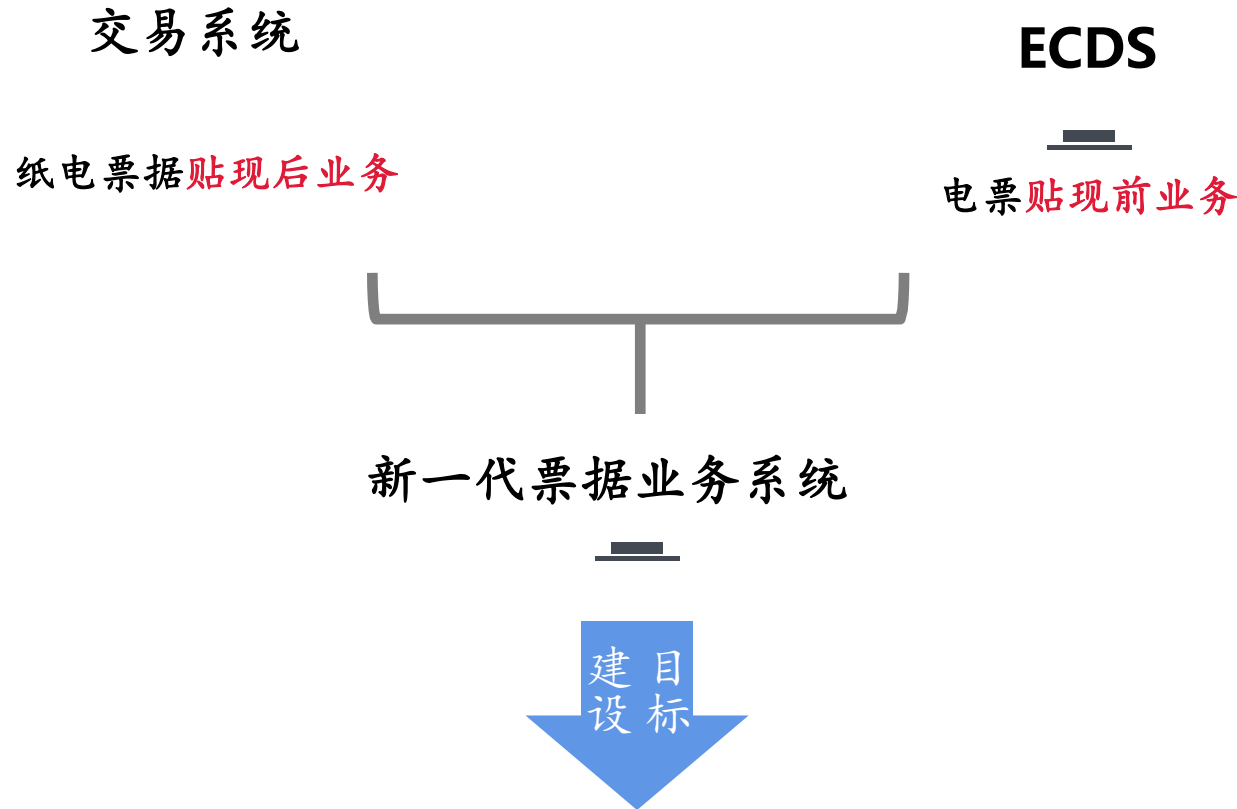 交易系统
ECDS
纸电票据贴现后业务
电票贴现前业务
新一代票据业务系统
建 目
设 标